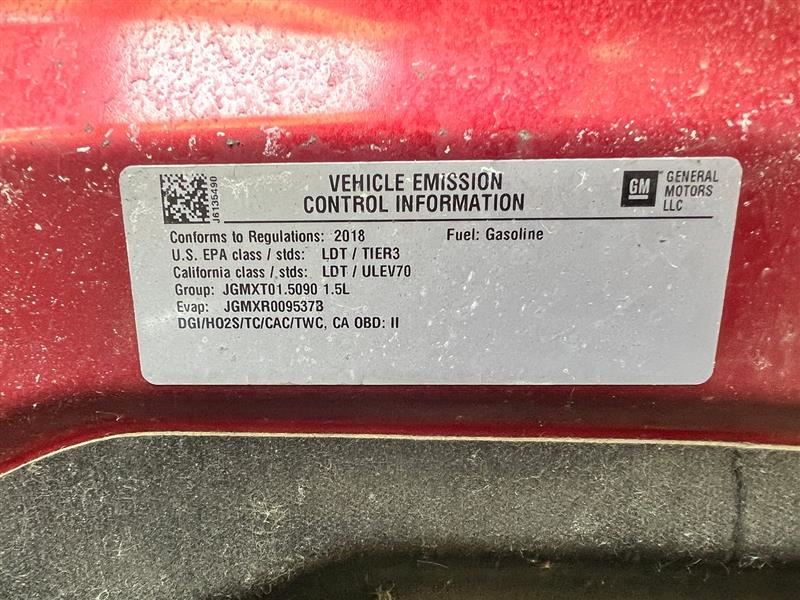 VEHICLE EMISSION
CONTROL INFORMATION
J6135490
GM
GENERAL
MOTORS
LLC
Conforms to Regulations: 2018 Fuel: Gasoline
U.S. EPA class / stds: LDT / TIER3
California class / stds: LDT / ULEV70
Group: JGMXT01.5090 1.5L
Evap: JGMXR009537B
DGI/HO2S/TC/CAC/TWC, CA OBD: II